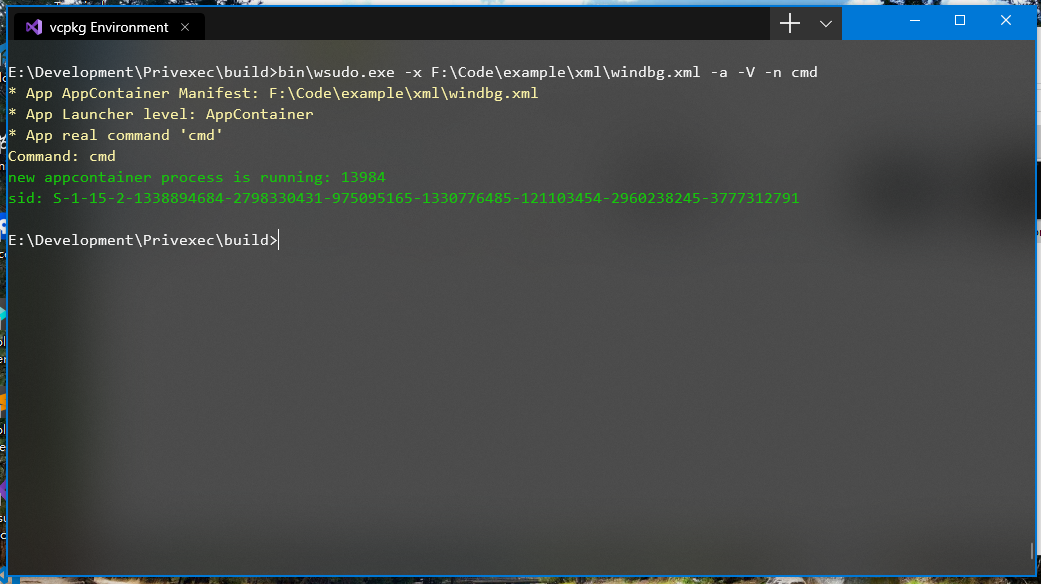 vcpkg Environment
E:\Development\Privexec\build>bin\wsudo.exe -x F:\Code\example\xml\windbg.xml -a -V -n cmd
* App AppContainer Manifest: F:\Code\example\xml\windbg.xml
* App Launcher level: AppContainer
* App real command 'cmd'
Command: cmd
new appcontainer process is running: 13984
sid: S-1-15-2-1338894684-2798330431-975095165-1330776485-121103454-2960238245-3777312791
E:\Development\Privexec\build>